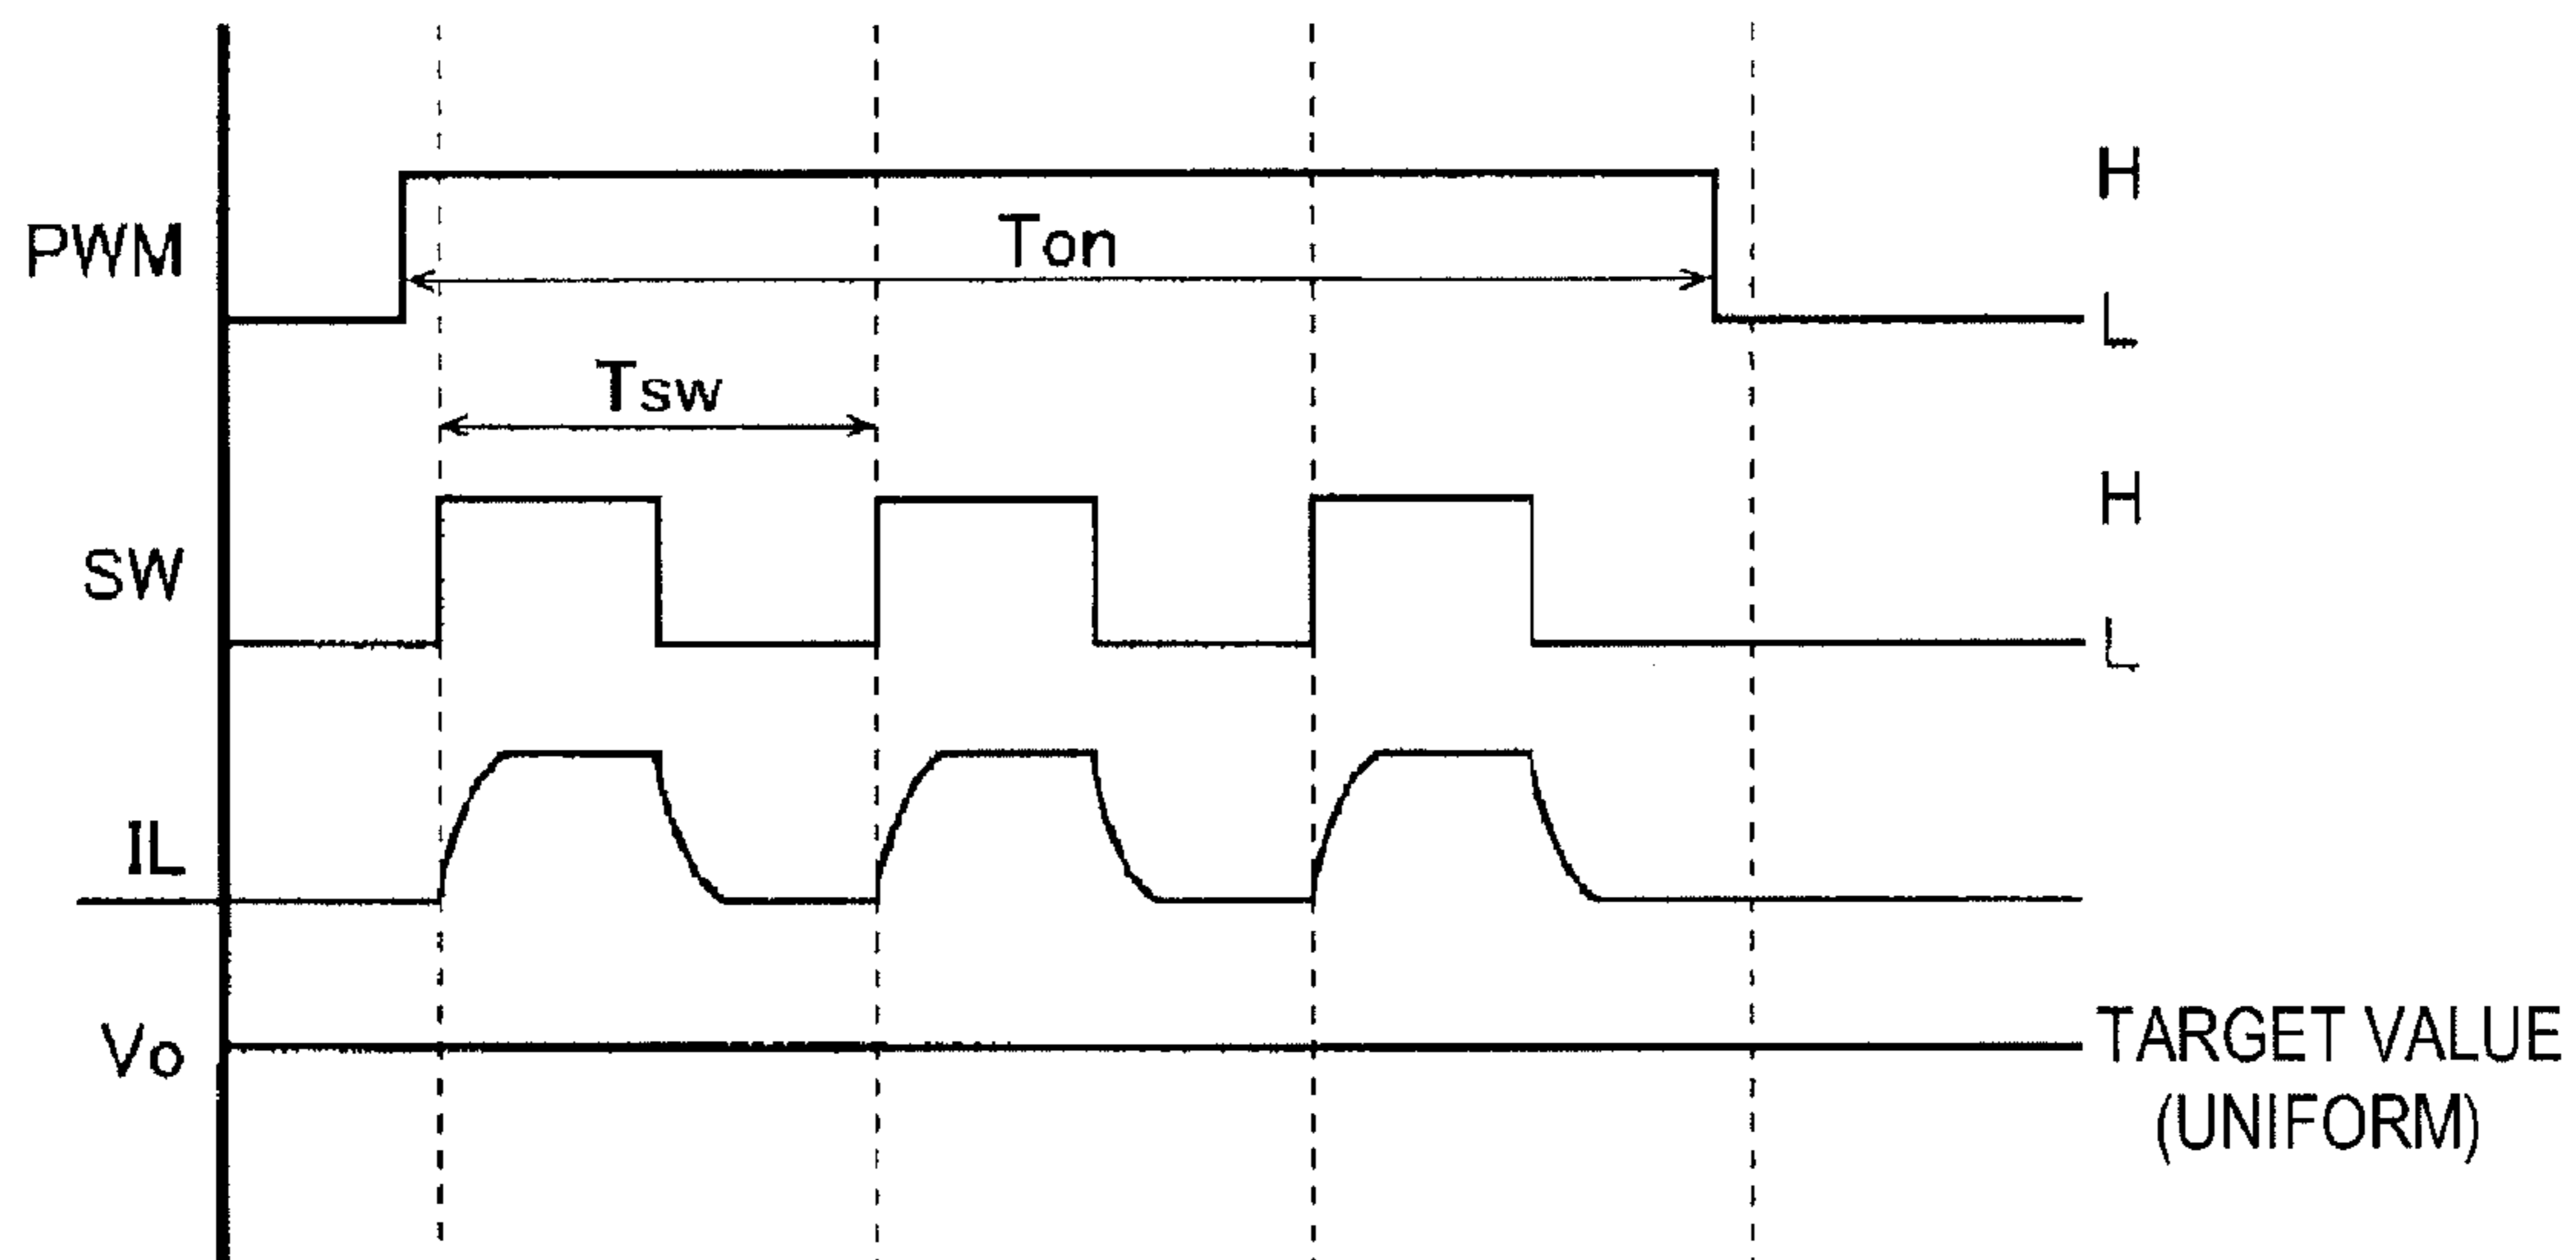 H
PWM
Ton
L
Tsw
H
SW
L
IL
Vo
TARGET VALUE
(UNIFORM)